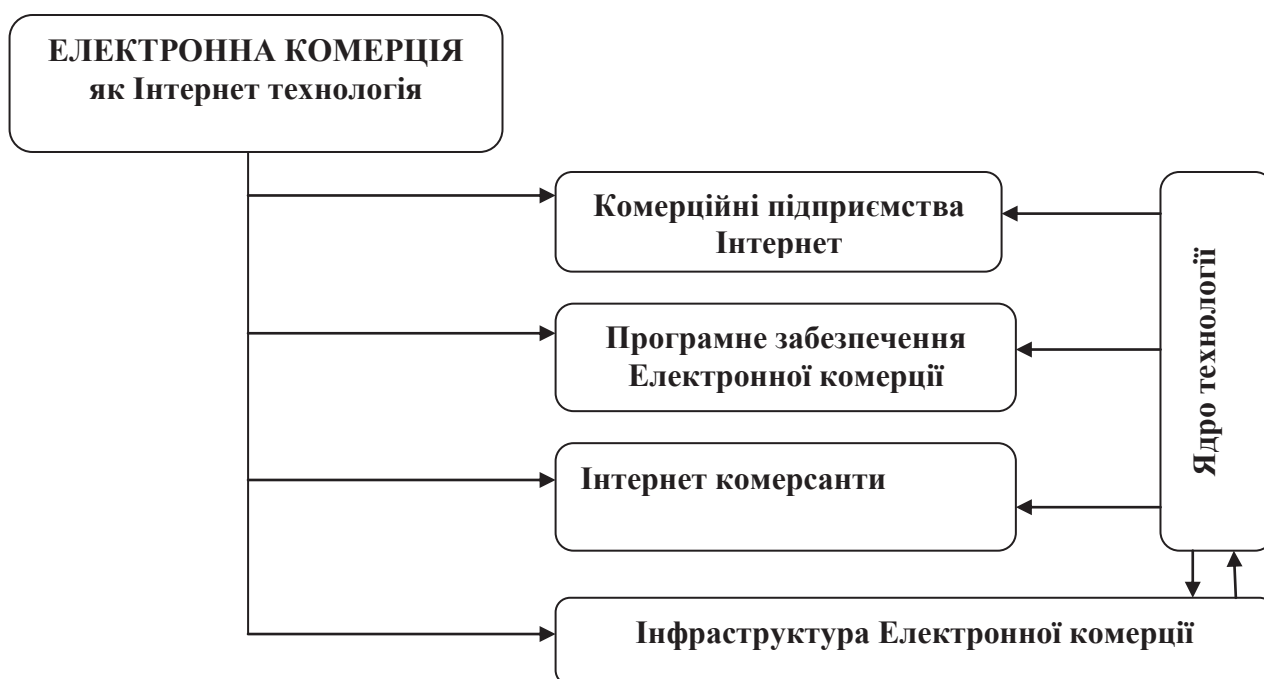 ЕЛЕКТРОННА КОМЕРЦІЯ
як Інтернет технологія
Комерційні підприємства
Інтернет
Програмне забезпечення
Електронної комерції
Інтернет комерсанти
Інфраструктура Електронної комерції
Ядро технології